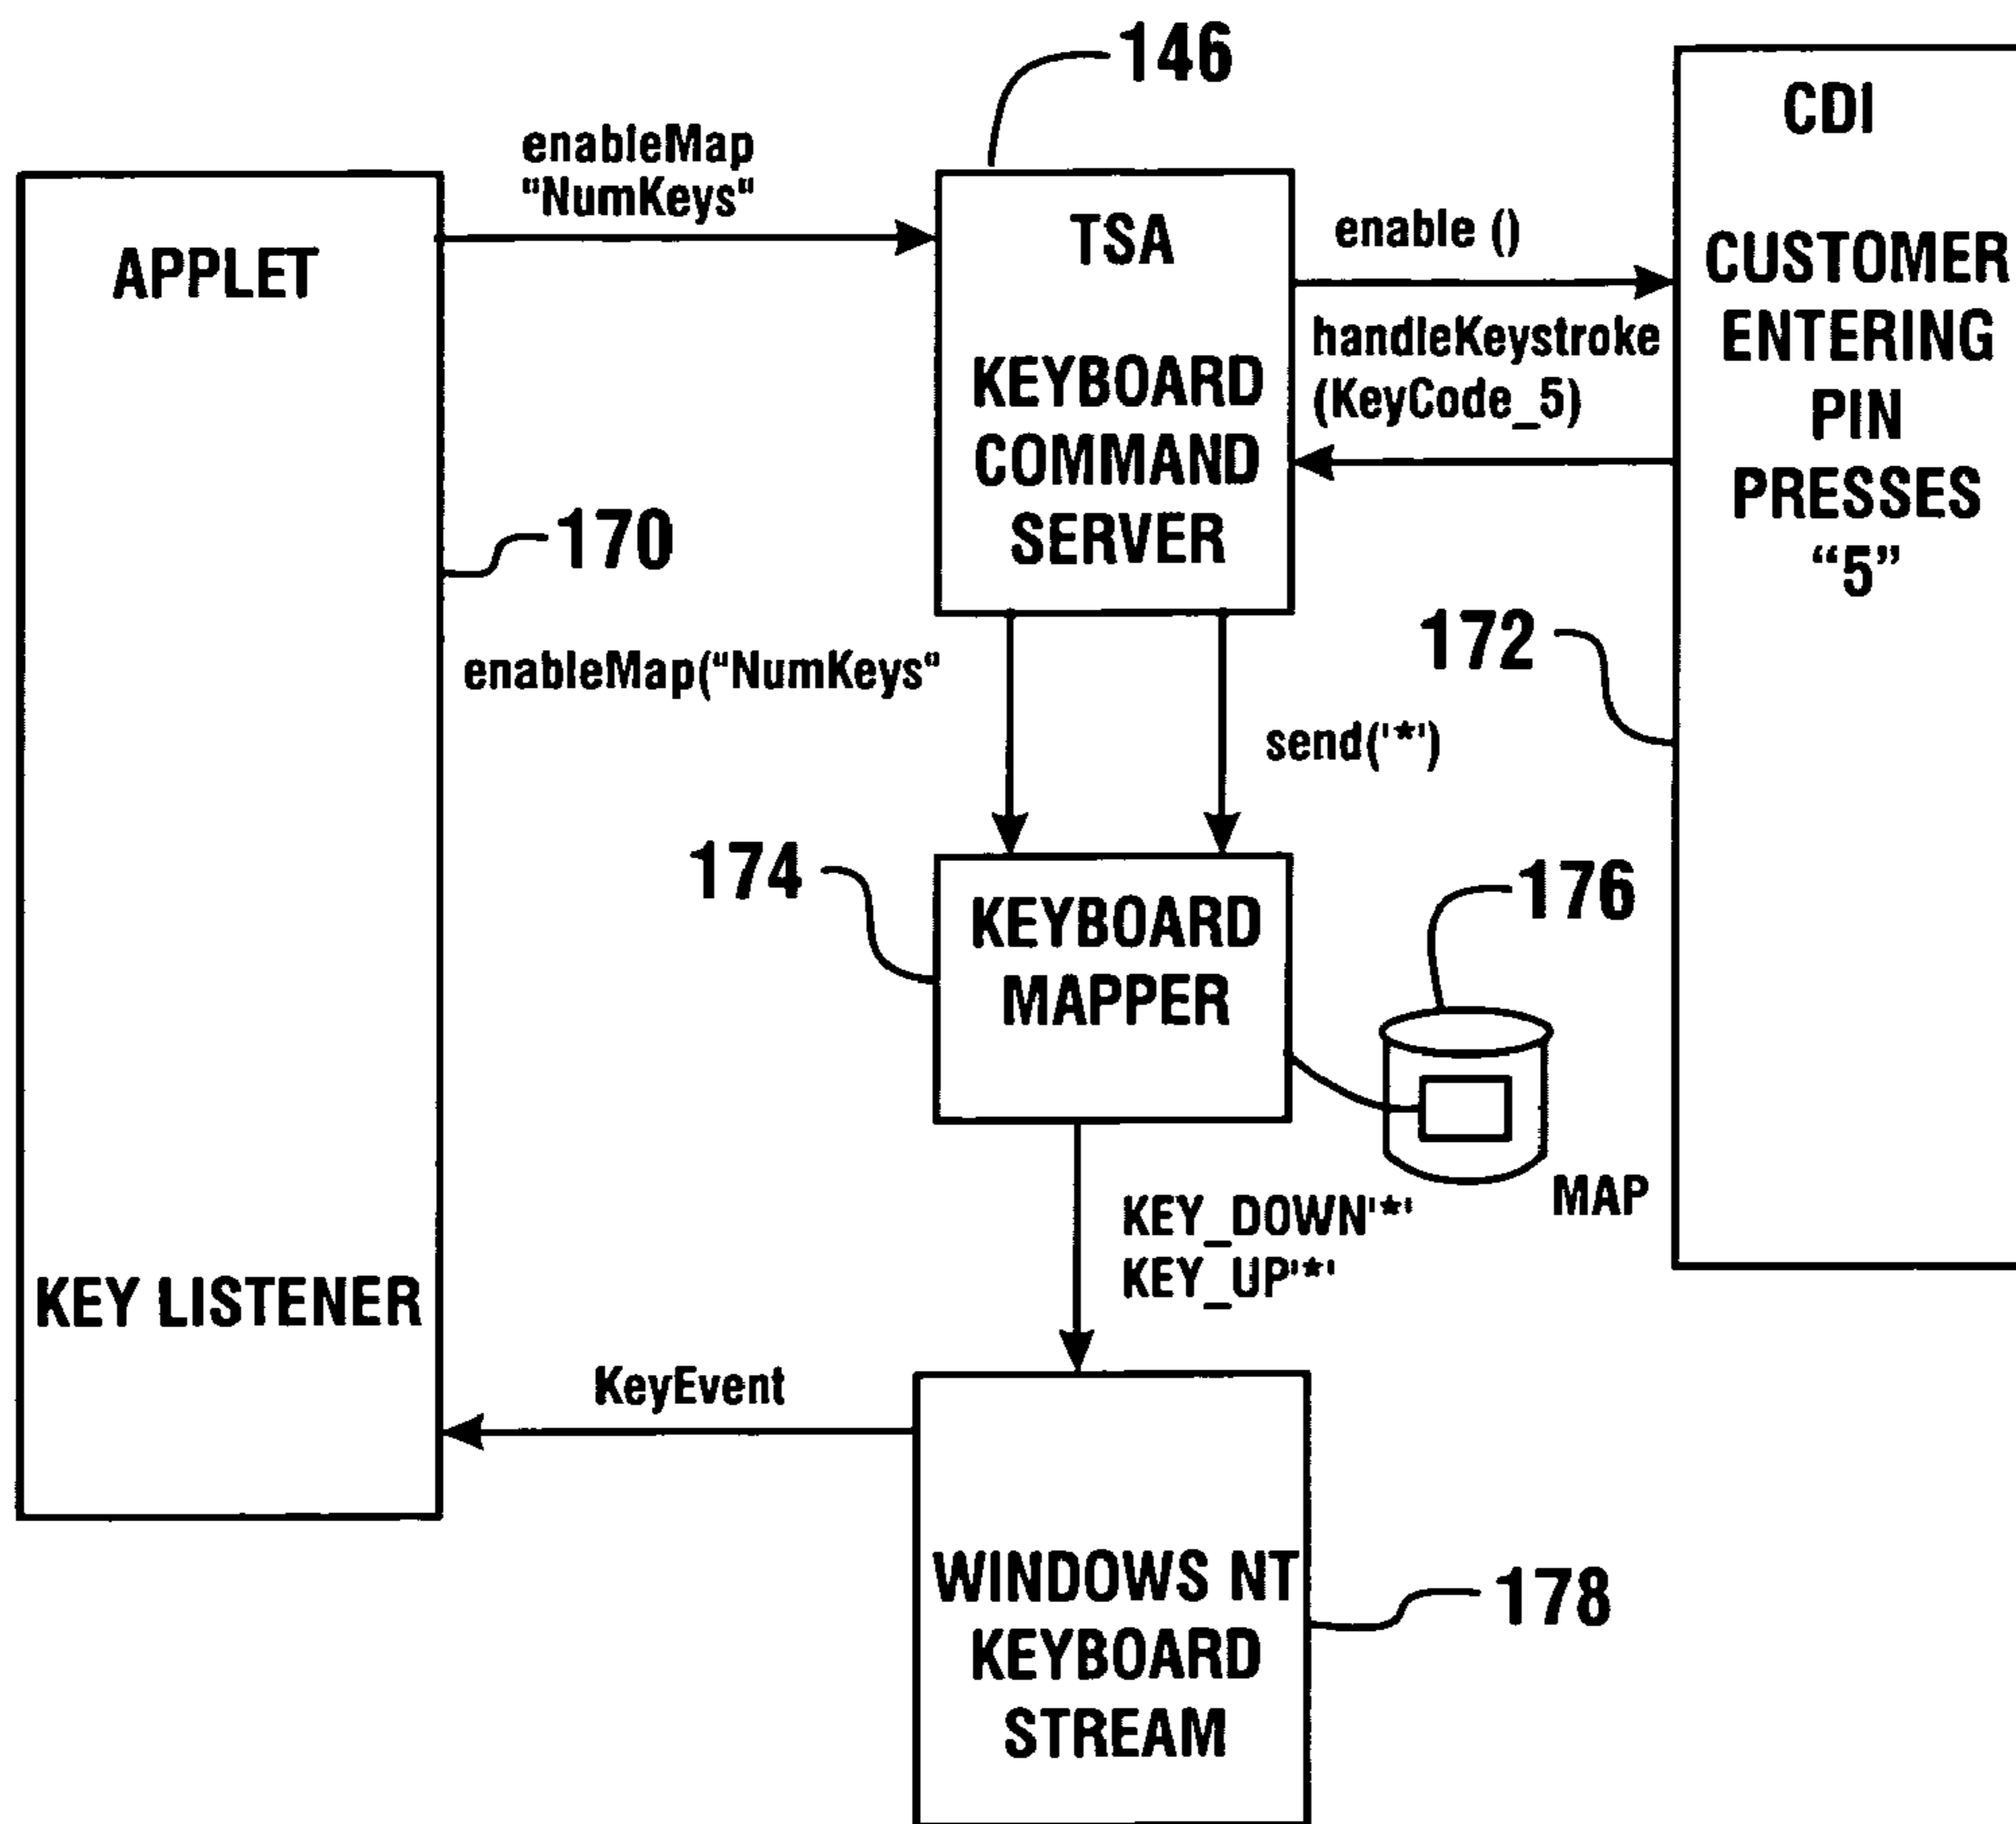 146
CDI
enableMap
"NumKeys"
APPLET
TSA
enable ()
CUSTOMER
ENTERING
PIN
PRESSES
“5”
handleKeystroke
(KeyCode_5)
KEYBOARD
COMMAND
SERVER
170
172
enableMap("NumKeys"
send('*')
174
KEYBOARD
MAPPER
176
MAP
KEY_DOWN'*'
KEY_UP'*'
KEY LISTENER
KeyEvent
WINDOWS NT
KEYBOARD
STREAM
178